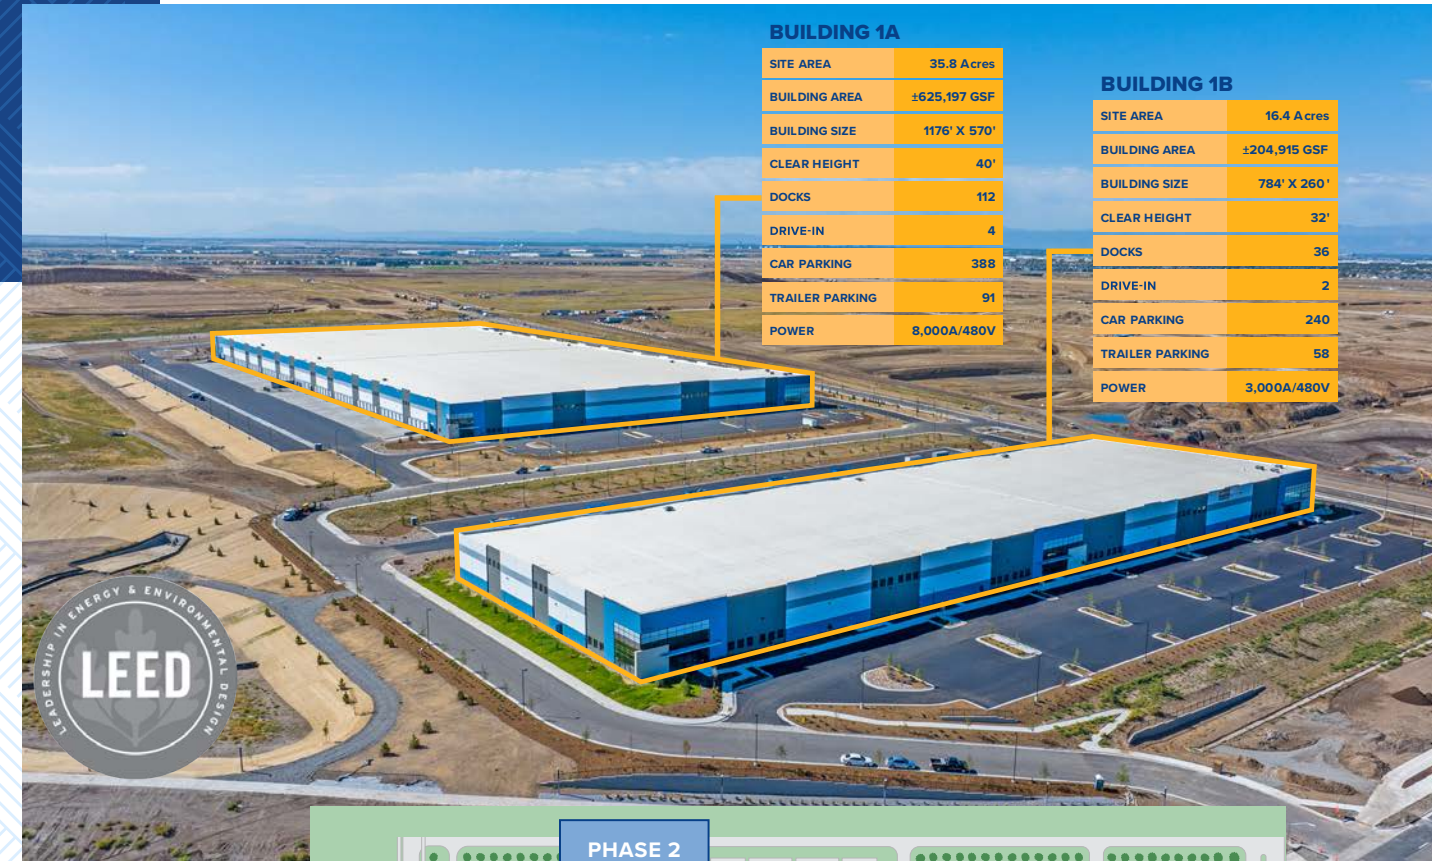 BUILDING 1A
SITE AREA 35.8 Acres
BUILDING AREA ±625,197 GSF
BUILDING SIZE 1176' X 570'
CLEAR HEIGHT 40'
DOCKS 112
DRIVE-IN 4
CAR PARKING 388
TRAILER PARKING 91
POWER 8,000A/480V
BUILDING 1B
SITE AREA 16.4 Acres
BUILDING AREA ±204,915 GSF
BUILDING SIZE 784' X 260'
CLEAR HEIGHT 32'
DOCKS 36
DRIVE-IN 2
CAR PARKING 240
TRAILER PARKING 58
POWER 3,000A/480V
LEADERSHIP IN ENERGY & ENVIRONMENTAL DESIGN
LEED
PHASE 2